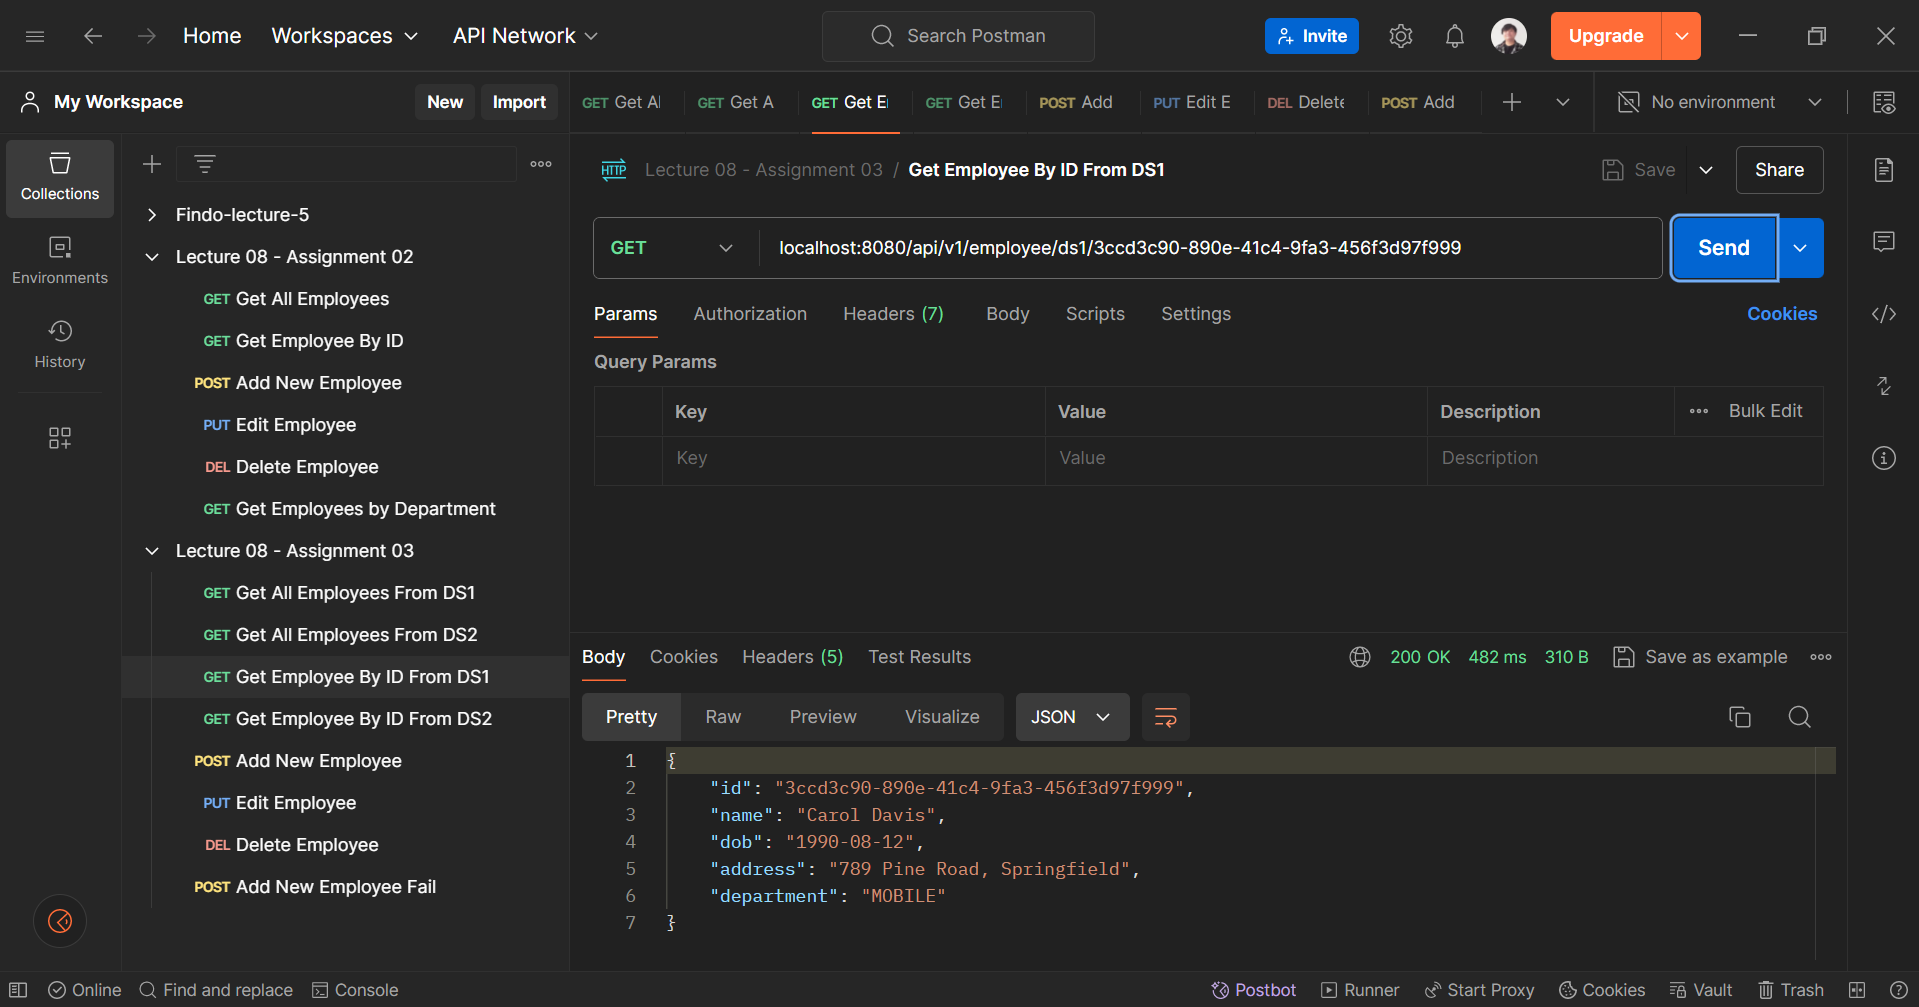 Home Workspaces API Network Search Postman Invite Upgrade
My Workspace New Import
GET Get Al GET Get A GET Get E GET Get E POST Add PUT Edit E DEL Delete POST Add No environment
Collections
Environments
History
Findo-lecture-5
Lecture 08 - Assignment 02
GET Get All Employees
GET Get Employee By ID
POST Add New Employee
PUT Edit Employee
DEL Delete Employee
GET Get Employees by Department
Lecture 08 - Assignment 03
GET Get All Employees From DS1
GET Get All Employees From DS2
GET Get Employee By ID From DS1
GET Get Employee By ID From DS2
POST Add New Employee
PUT Edit Employee
DEL Delete Employee
POST Add New Employee Fail
HTTP Lecture 08 - Assignment 03 / Get Employee By ID From DS1 Save Share
GET localhost:8080/api/v1/employee/ds1/3ccd3c90-890e-41c4-9fa3-456f3d97f999 Send
Params Authorization Headers (7) Body Scripts Settings Cookies
Query Params
Key Value Description Bulk Edit
Key Value Description
Body Cookies Headers (5) Test Results 200 OK 482 ms 310 B Save as example
Pretty Raw Preview Visualize JSON
1 {
2 "id": "3ccd3c90-890e-41c4-9fa3-456f3d97f999",
3 "name": "Carol Davis",
4 "dob": "1990-08-12",
5 "address": "789 Pine Road, Springfield",
6 "department": "MOBILE"
7 }
Online Find and replace Console Postbot Runner Start Proxy Cookies Vault Trash